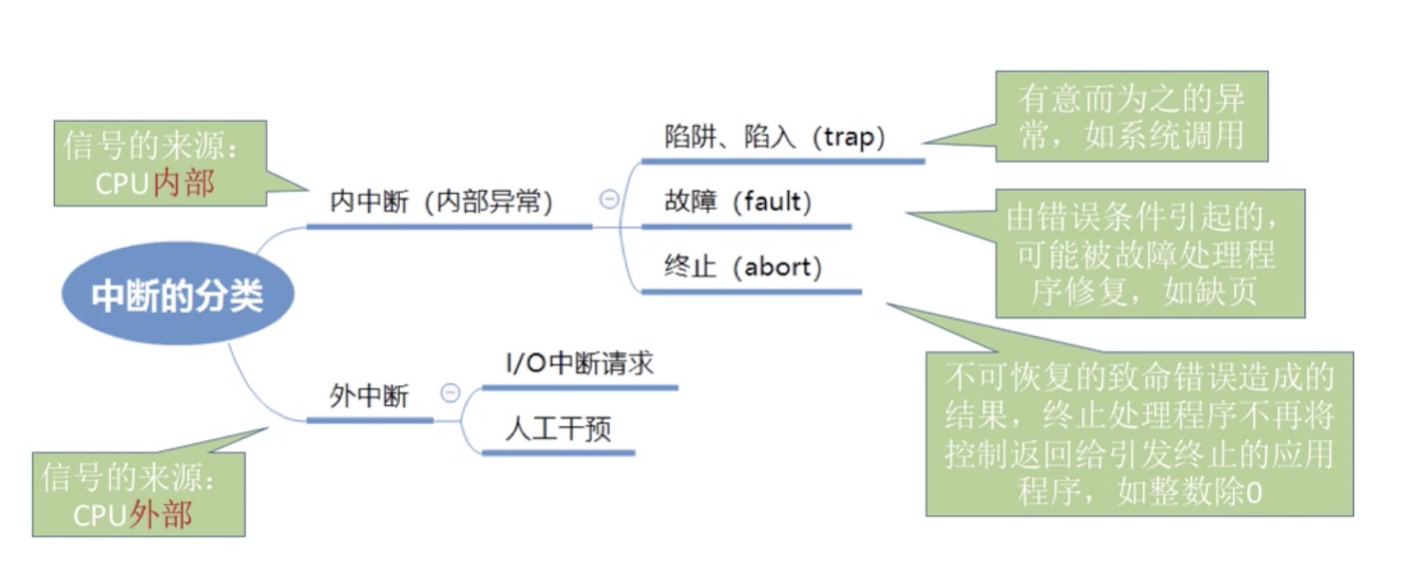 信号的来源:
CPU内部
中断的分类
内中断（内部异常）
陷阱、陷入（trap）
故障（fault）
终止（abort）
有意而为之的异
常，如系统调用
由错误条件引起的，
可能被故障处理程
序修复，如缺页
不可恢复的致命错误造成的
结果，终止处理程序不再将
控制返回给引发终止的应用
程序，如整数除0
外中断
I/O中断请求
人工干预
信号的来源:
CPU外部